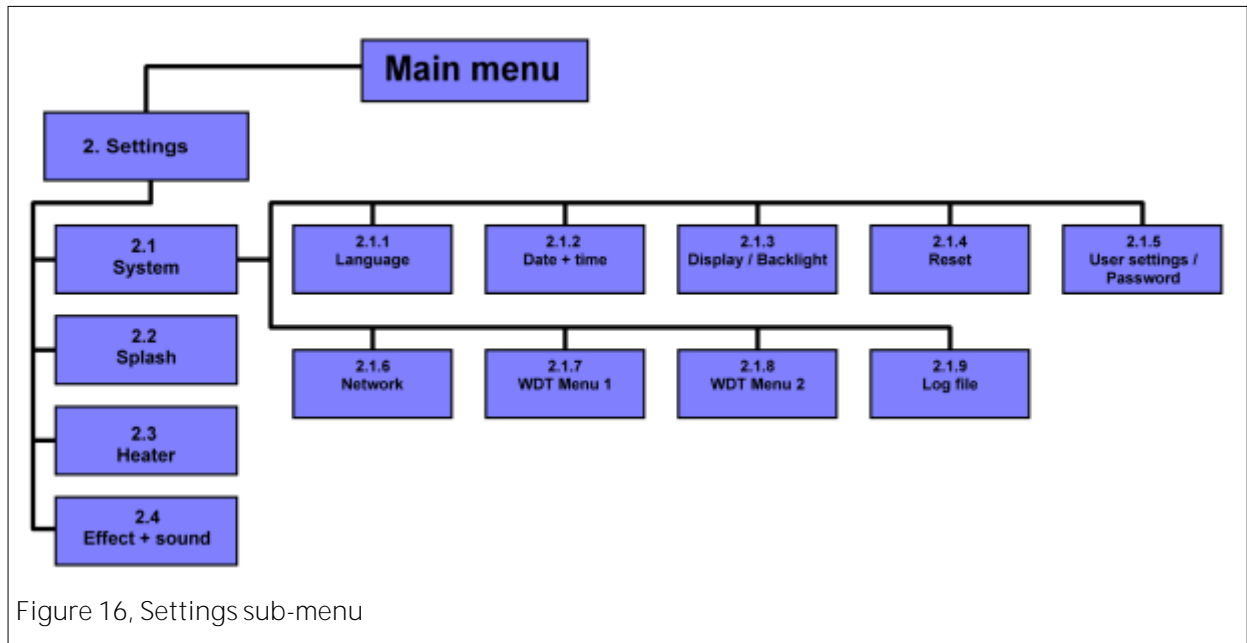 Main menu
2. Settings
2.1
System
2.1.1
Language
2.1.2
Date + time
2.1.3
Display / Backlight
2.1.4
Reset
2.1.5
User settings /
Password
2.2
Splash
2.1.6
Network
2.1.7
WDT Menu 1
2.1.8
WDT Menu 2
2.1.9
Log file
2.3
Heater
2.4
Effect + sound
Figure 16, Settings sub-menu